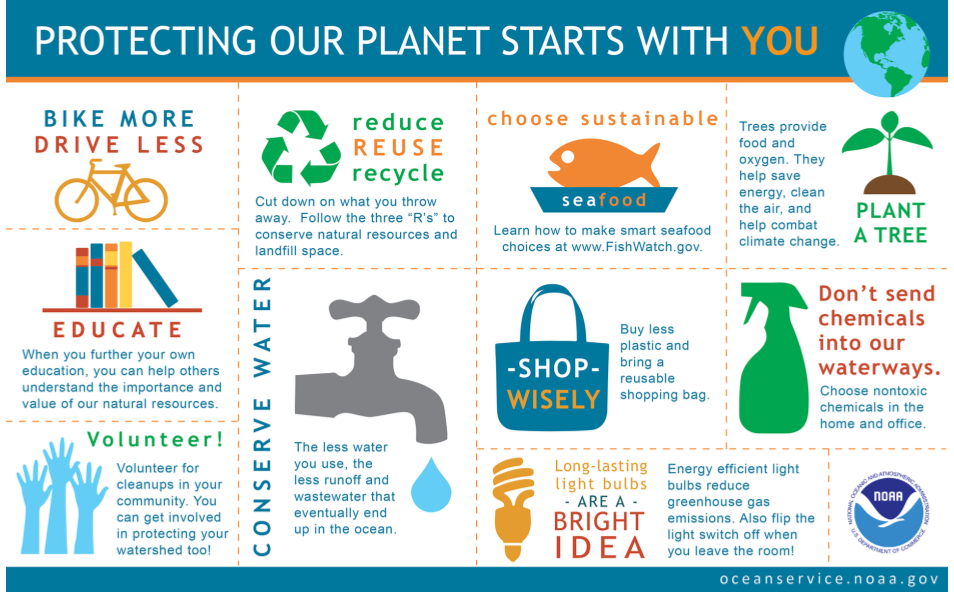 PROTECTING OUR PLANET STARTS WITH YOU
BIKE MORE
DRIVE LESS
reduce
REUSE
recycle
Cut down on what you throw
away. Follow the three “R’s” to
conserve natural resources and
landfill space.
choose sustainable
seafood
Learn how to make smart seafood
choices at www.FishWatch.gov.
Trees provide
food and
oxygen. They
help save
energy, clean
the air, and
help combat
climate change.
PLANT
A TREE
EDUCATE
When you further your own
education, you can help others
understand the importance and
value of our natural resources.
CONSERVE WATER
The less water
you use, the
less runoff and
wastewater that
eventually end
up in the ocean.
-SHOP-
WISELY
Buy less
plastic and
bring a
reusable
shopping bag.
Don’t send
chemicals
into our
waterways.
Choose nontoxic
chemicals in the
home and office.
Volunteer!
Volunteer for
cleanups in your
community. You
can get involved
in protecting your
watershed too!
Long-lasting
light bulbs
- ARE A -
BRIGHT
IDEA
Energy efficient light
bulbs reduce
greenhouse gas
emissions. Also flip the
light switch off when
you leave the room!
NATIONAL OCEANIC AND ATMOSPHERIC ADMINISTRATION
NOAA
U.S. DEPARTMENT OF COMMERCE
oceanservice.noaa.gov